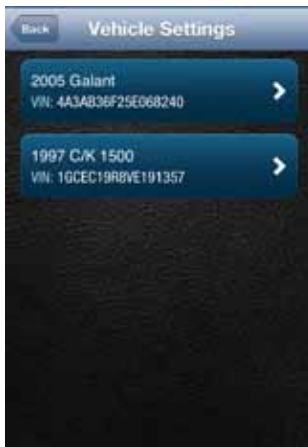 Back
Vehicle Settings
2005 Galant
VIN: 4A3AB36F25E068240
1997 C/K 1500
VIN: 1GCEC19R8VE191357